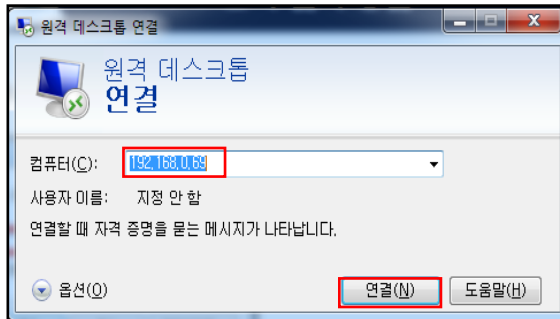 원격 데스크톱 연결
원격 데스크톱
연결
컴퓨터(C): 192.168.0.69
사용자 이름: 지정 안 함
연결할 때 자격 증명을 묻는 메시지가 나타납니다.
옵션(O) 연결(N) 도움말(H)